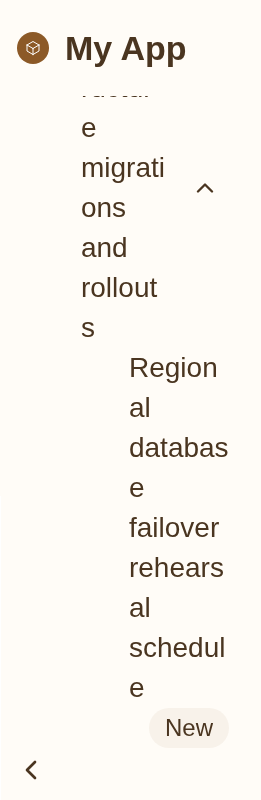 My App
e
migrati
ons
and
rollout
s
Region
al
databas
e
failover
rehears
al
schedul
e
New